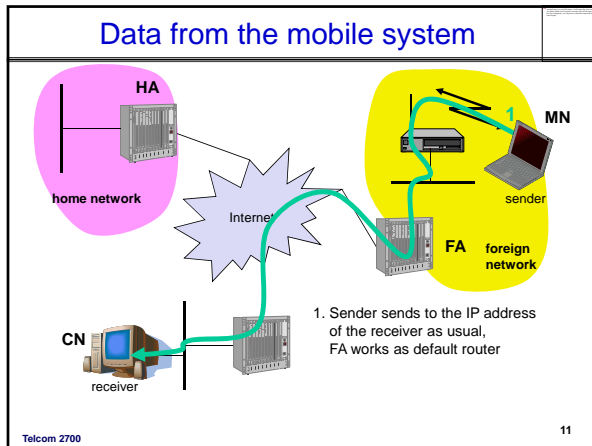 Data from the mobile system
HA
1
MN
home network
Internet
sender
FA
foreign
network
CN
receiver
1. Sender sends to the IP address
of the receiver as usual,
FA works as default router
Telcom 2700
11